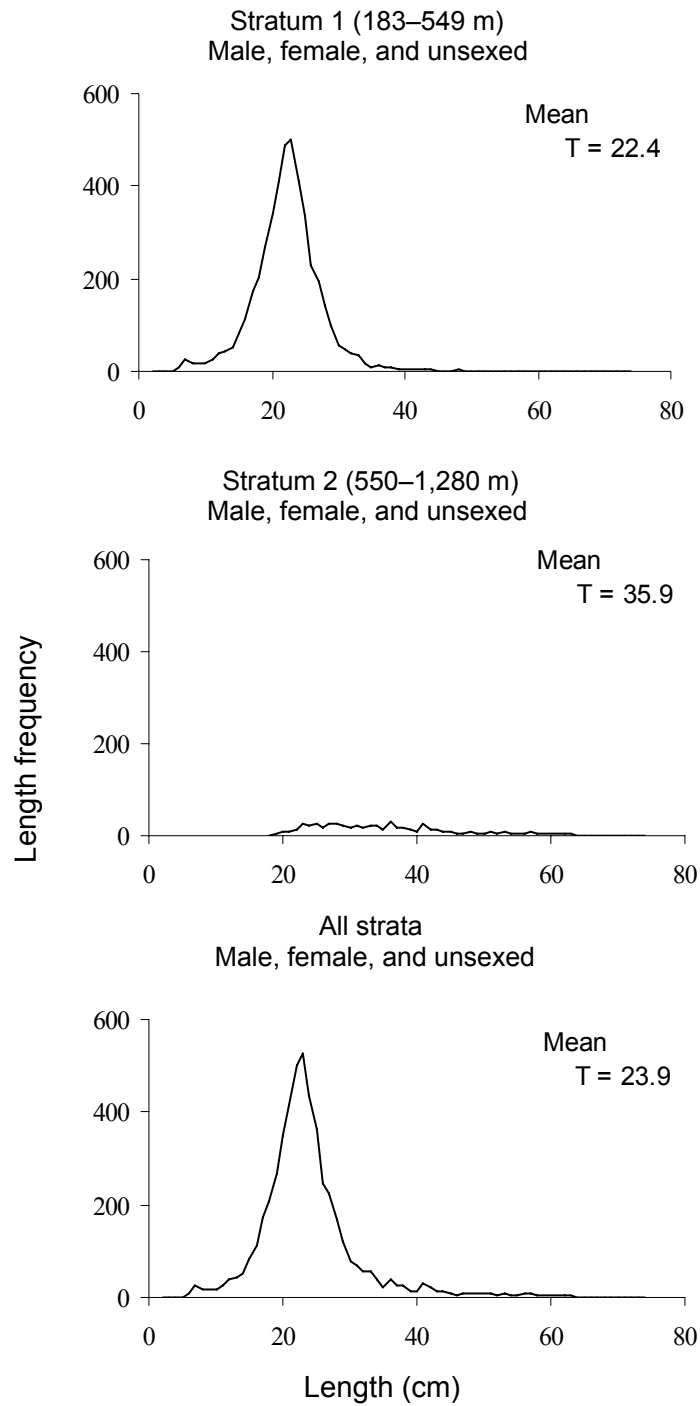 Stratum 1 (183–549 m)
Male, female, and unsexed
600
400
200
0
Mean
T = 22.4
0 20 40 60 80
Stratum 2 (550–1,280 m)
Male, female, and unsexed
600
400
200
0
Mean
T = 35.9
0 20 40 60 80
Length frequency
All strata
Male, female, and unsexed
600
400
200
0
Mean
T = 23.9
0 20 40 60 80
Length (cm)